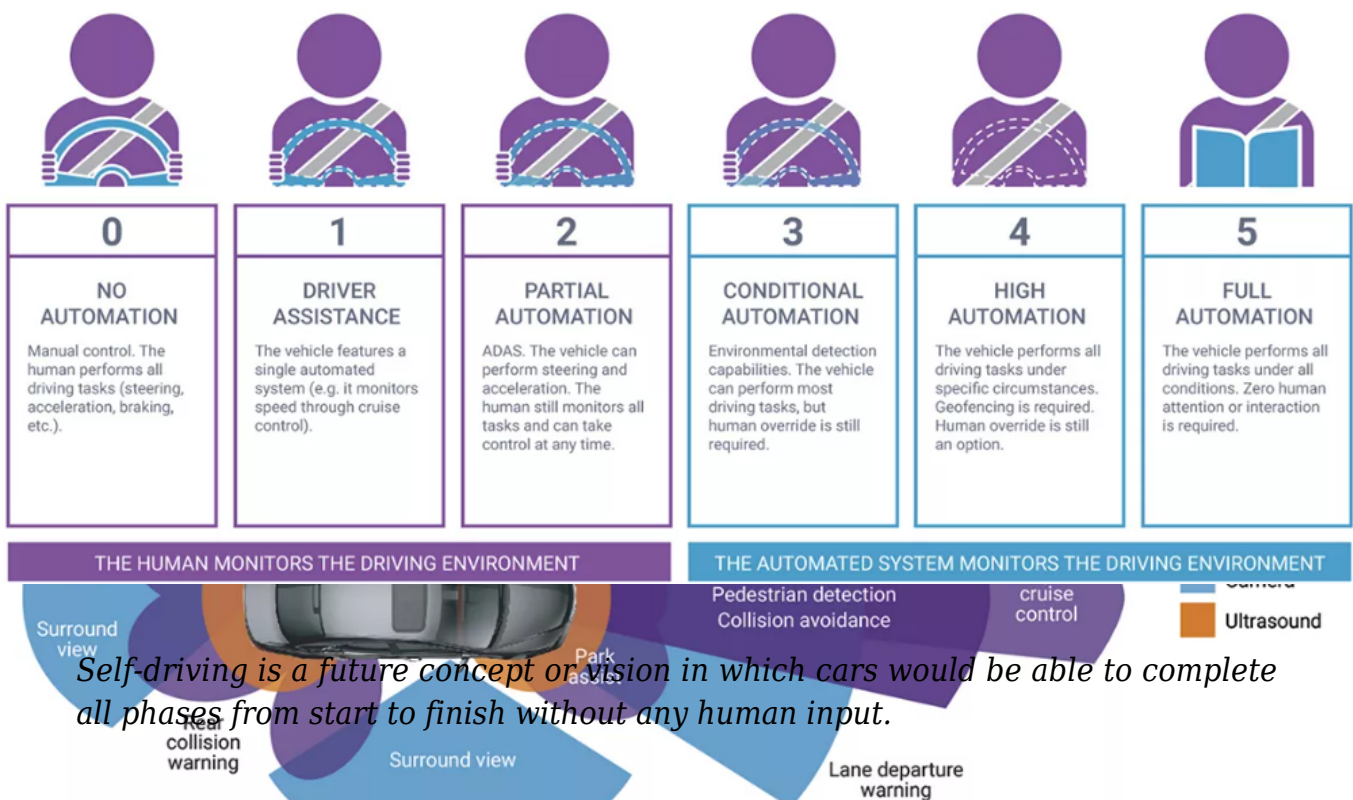 0
NO
AUTOMATION
Manual control. The
human performs all
driving tasks (steering,
acceleration, braking,
etc.).
1
DRIVER
ASSISTANCE
The vehicle features a
single automated
system (e.g. it monitors
speed through cruise
control).
2
PARTIAL
AUTOMATION
ADAS. The vehicle can
perform steering and
acceleration. The
human still monitors all
tasks and can take
control at any time.
3
CONDITIONAL
AUTOMATION
Environmental detection
capabilities. The vehicle
can perform most
driving tasks, but
human override is still
required.
4
HIGH
AUTOMATION
The vehicle performs all
driving tasks under
specific circumstances.
Geofencing is required.
Human override is still
an option.
5
FULL
AUTOMATION
The vehicle performs all
driving tasks under all
conditions. Zero human
attention or interaction
is required.
THE HUMAN MONITORS THE DRIVING ENVIRONMENT
THE AUTOMATED SYSTEM MONITORS THE DRIVING ENVIRONMENT
Pedestrian detection
Collision avoidance
cruise
control
Ultrasound
Surround
view
Park
assist
Self-driving is a future concept or vision in which cars would be able to complete
all phases from start to finish without any human input.
Rear
collision
warning
Surround view
Lane departure
warning